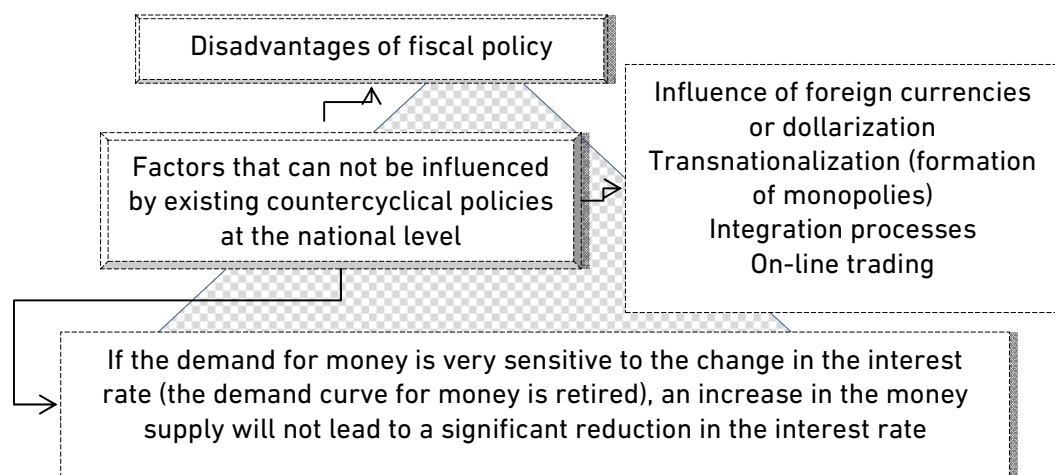 Disadvantages of fiscal policy
Influence of foreign currencies
or dollarization
Transnationalization (formation
of monopolies)
Integration processes
On-line trading
Factors that can not be influenced
by existing countercyclical policies
at the national level
If the demand for money is very sensitive to the change in the interest
rate (the demand curve for money is retired), an increase in the money
supply will not lead to a significant reduction in the interest rate